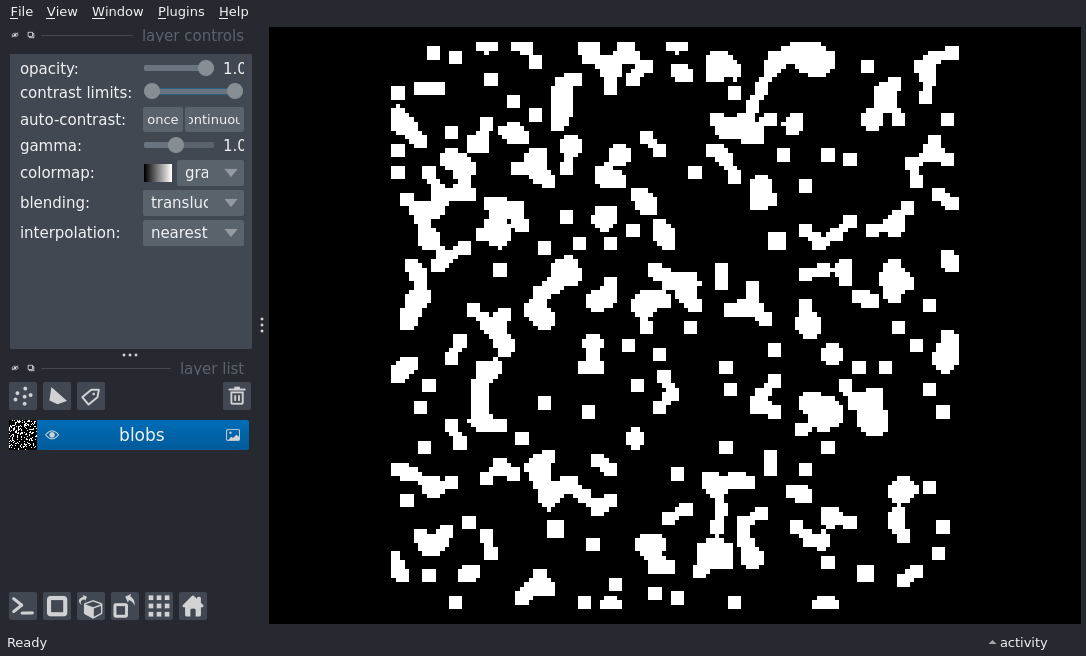 File View Window Plugins Help
layer controls
opacity: 1.0
contrast limits:
auto-contrast: once ontinuou
gamma: 1.0
colormap: gra
blending: transluc
interpolation: nearest
layer list
blobs
Ready
activity